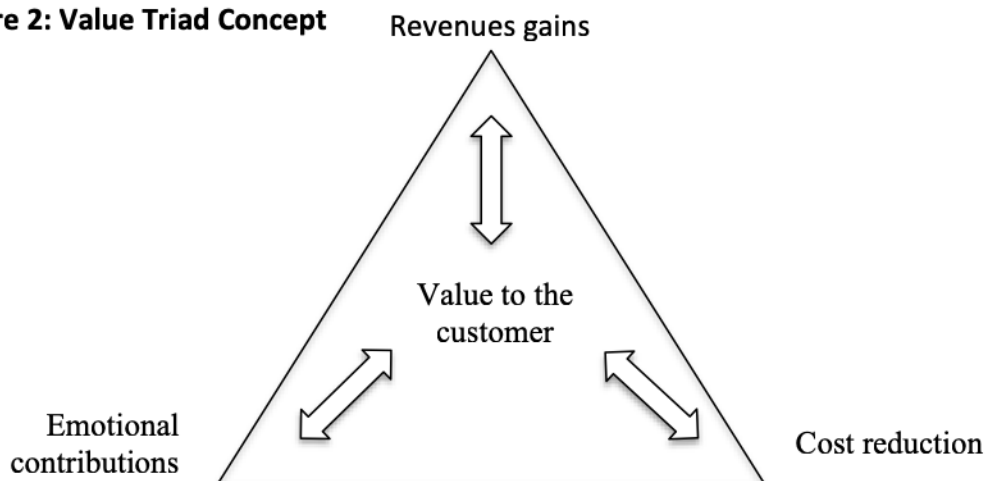 re 2: Value Triad Concept
Revenues gains
Value to the
customer
Emotional
contributions
Cost reduction